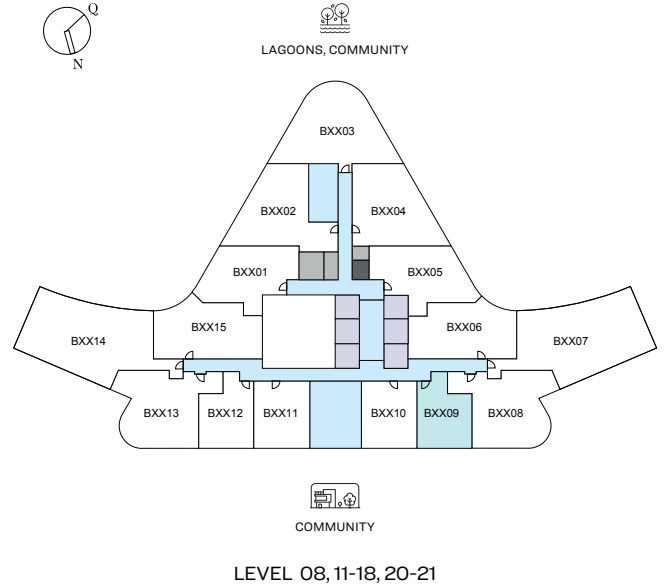 Q
N
LAGOONS, COMMUNITY
BXX03
BXX02 BXX04
BXX01 BXX05
BXX14 BXX15 BXX06 BXX07
BXX13 BXX12 BXX11 BXX10 BXX09 BXX08
COMMUNITY
LEVEL 08, 11-18, 20-21